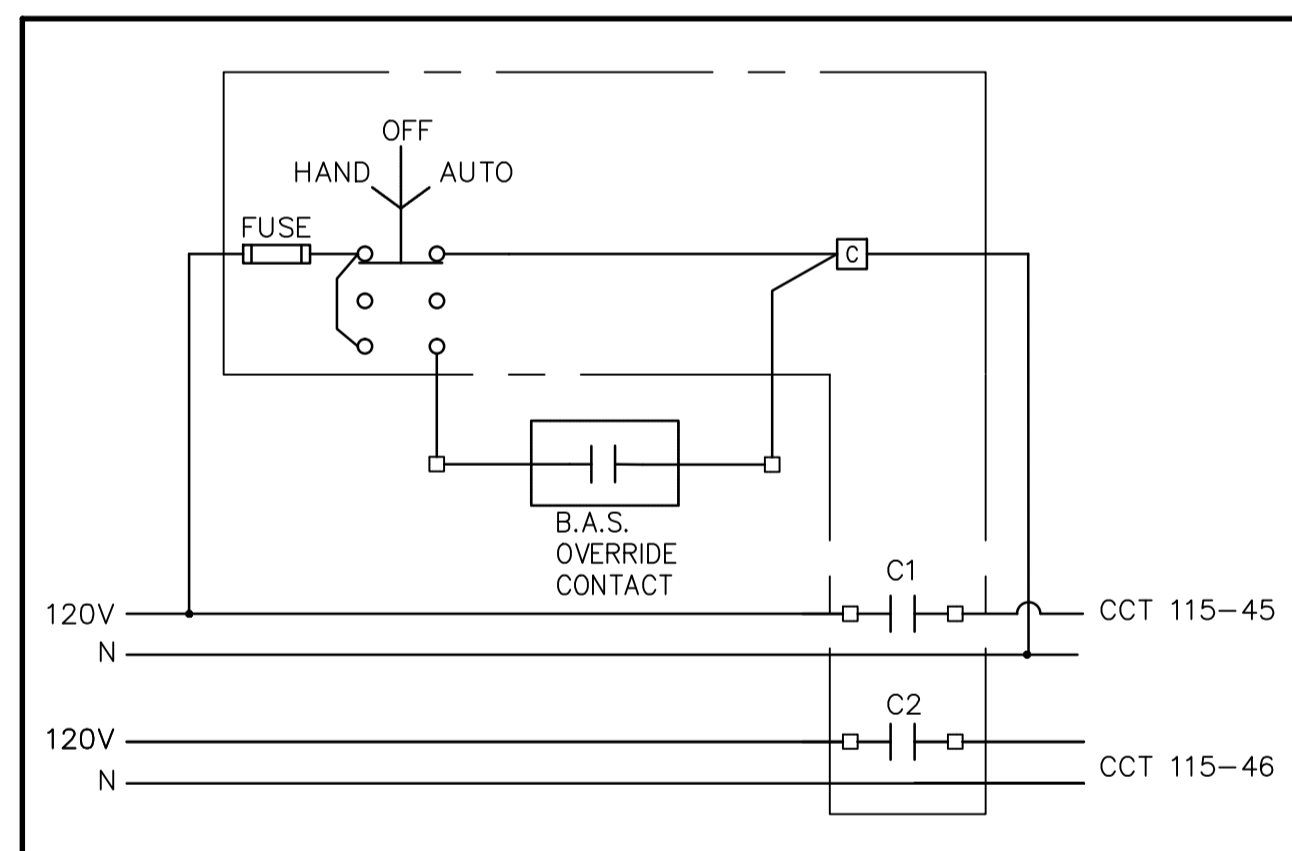 OFF
HAND
AUTO
FUSE
C
B.A.S.
OVERRIDE
CONTACT
C1
120V
CCT 115-45
N
C2
120V
CCT 115-46
N